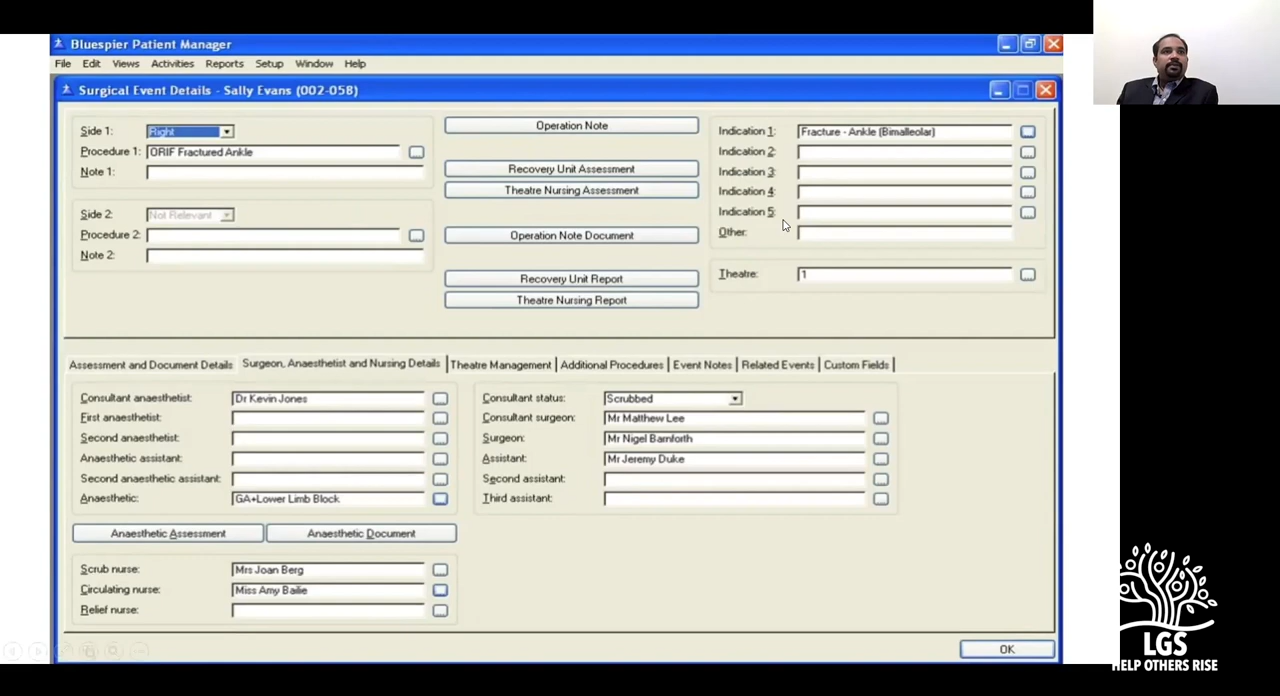 Bluespier Patient Manager
File Edit Views Activities Reports Setup Window Help
Surgical Event Details - Sally Evans (002-058)
Side 1: Right
Procedure 1: ORIF Fractured Ankle
Note 1:
Side 2: Not Relevant
Procedure 2:
Note 2:
Operation Note
Recovery Unit Assessment
Theatre Nursing Assessment
Operation Note Document
Recovery Unit Report
Theatre Nursing Report
Indication 1: Fracture - Ankle (Bimalleolar)
Indication 2:
Indication 3:
Indication 4:
Indication 5:
Other:
Theatre: 1
Assessment and Document Details Surgeon, Anaesthetist and Nursing Details Theatre Management Additional Procedures Event Notes Related Events Custom Fields
Consultant anaesthetist: Dr Kevin Jones
First anaesthetist:
Second anaesthetist:
Anaesthetic assistant:
Second anaesthetic assistant:
Anaesthetic: GA+Lower Limb Block
Anaesthetic Assessment Anaesthetic Document
Scrub nurse: Mrs Joan Berg
Circulating nurse: Miss Amy Bailie
Relief nurse:
Consultant status: Scrubbed
Consultant surgeon: Mr Matthew Lee
Surgeon: Mr Nigel Bamforth
Assistant: Mr Jeremy Duke
Second assistant:
Third assistant:
OK
LGS
HELP OTHERS RISE